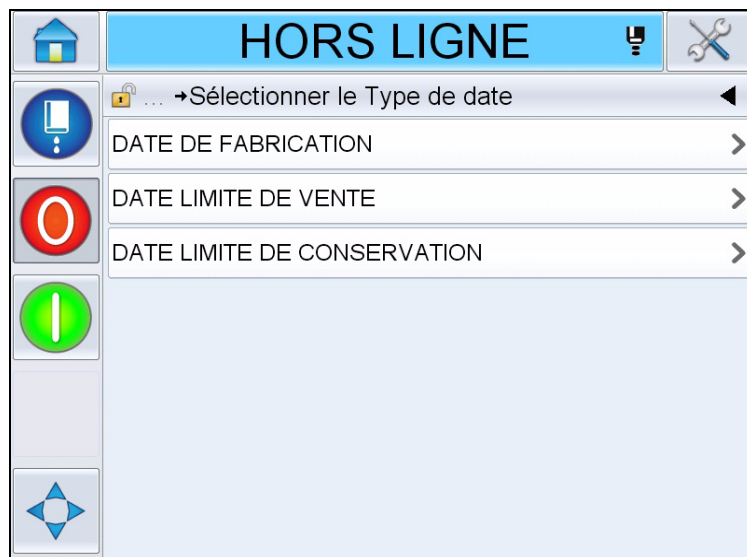 HORS LIGNE
... →Sélectionner le Type de date
DATE DE FABRICATION
DATE LIMITE DE VENTE
DATE LIMITE DE CONSERVATION